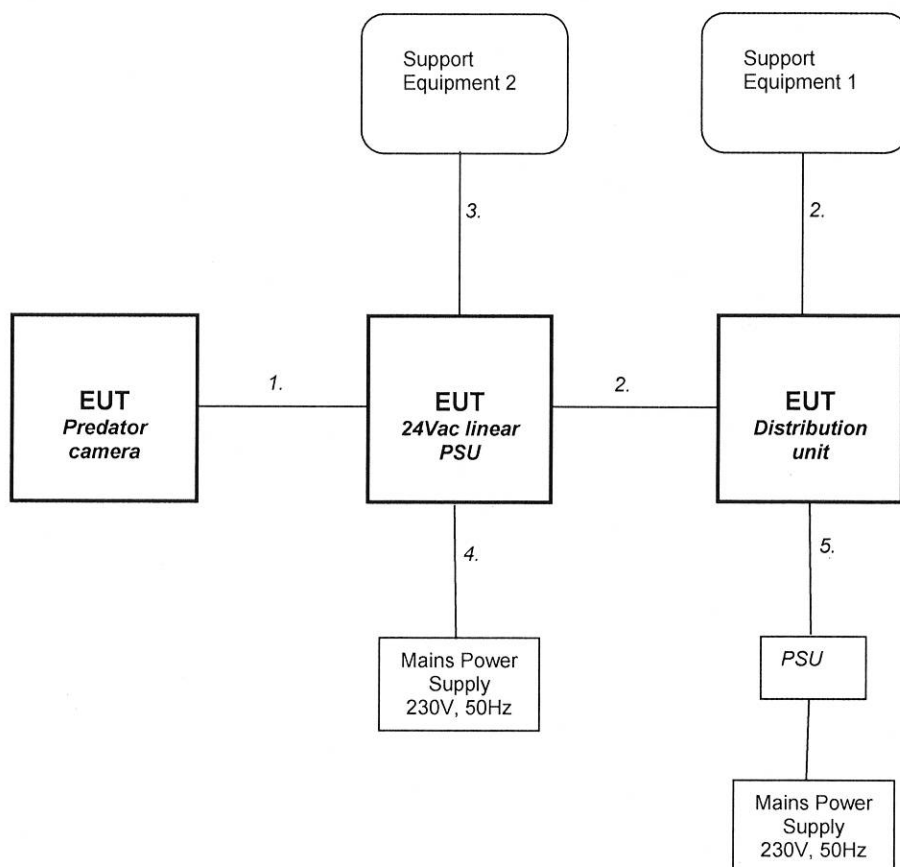 Support
Equipment 2
Support
Equipment 1
3.
2.
EUT
Predator
camera
1.
EUT
24Vac linear
PSU
2.
EUT
Distribution
unit
4.
5.
Mains Power
Supply
230V, 50Hz
PSU
Mains Power
Supply
230V, 50Hz